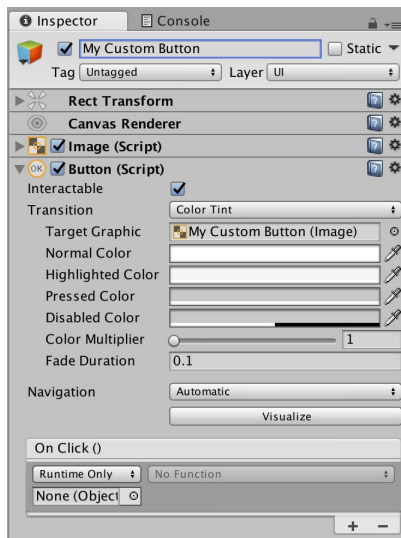 Inspector Console
My Custom Button Static
Tag Untagged Layer UI
Rect Transform
Canvas Renderer
Image (Script)
OK Button (Script)
Interactable
Transition Color Tint
Target Graphic My Custom Button (Image)
Normal Color
Highlighted Color
Pressed Color
Disabled Color
Color Multiplier 1
Fade Duration 0.1
Navigation Automatic
Visualize
On Click ()
Runtime Only No Function
None (Object
+ −